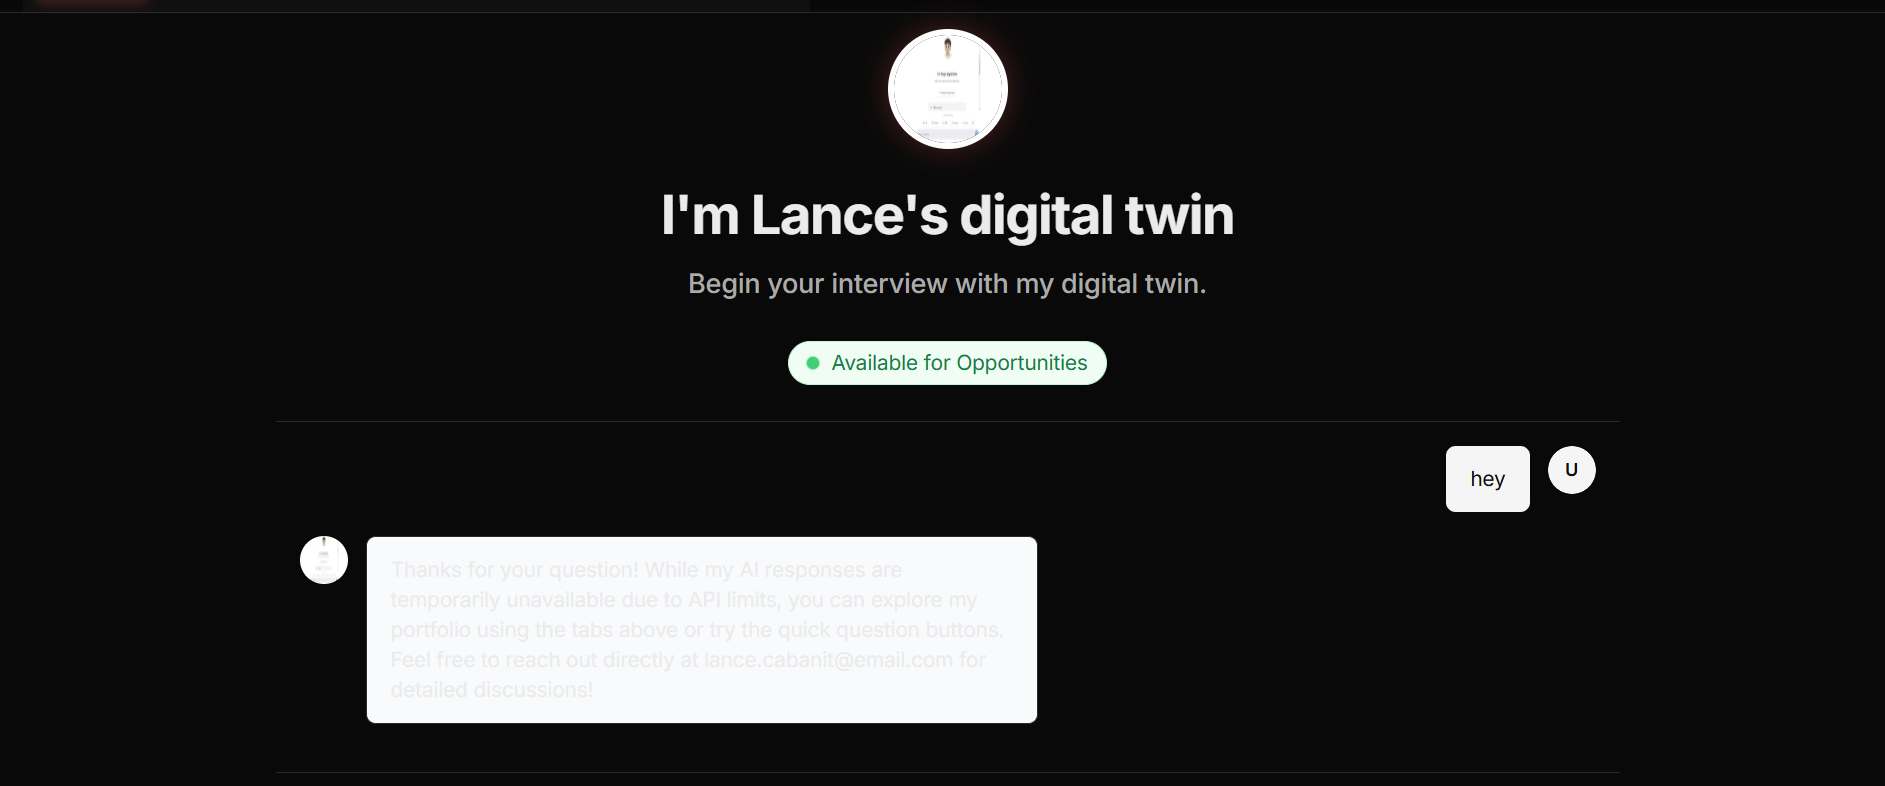 I'm Lance's digital twin
Begin your interview with my digital twin.
Available for Opportunities
hey
U
Thanks for your question! While my AI responses are
temporarily unavailable due to API limits, you can explore my
portfolio using the tabs above or try the quick question buttons.
Feel free to reach out directly at lance.cabanit@email.com for
detailed discussions!